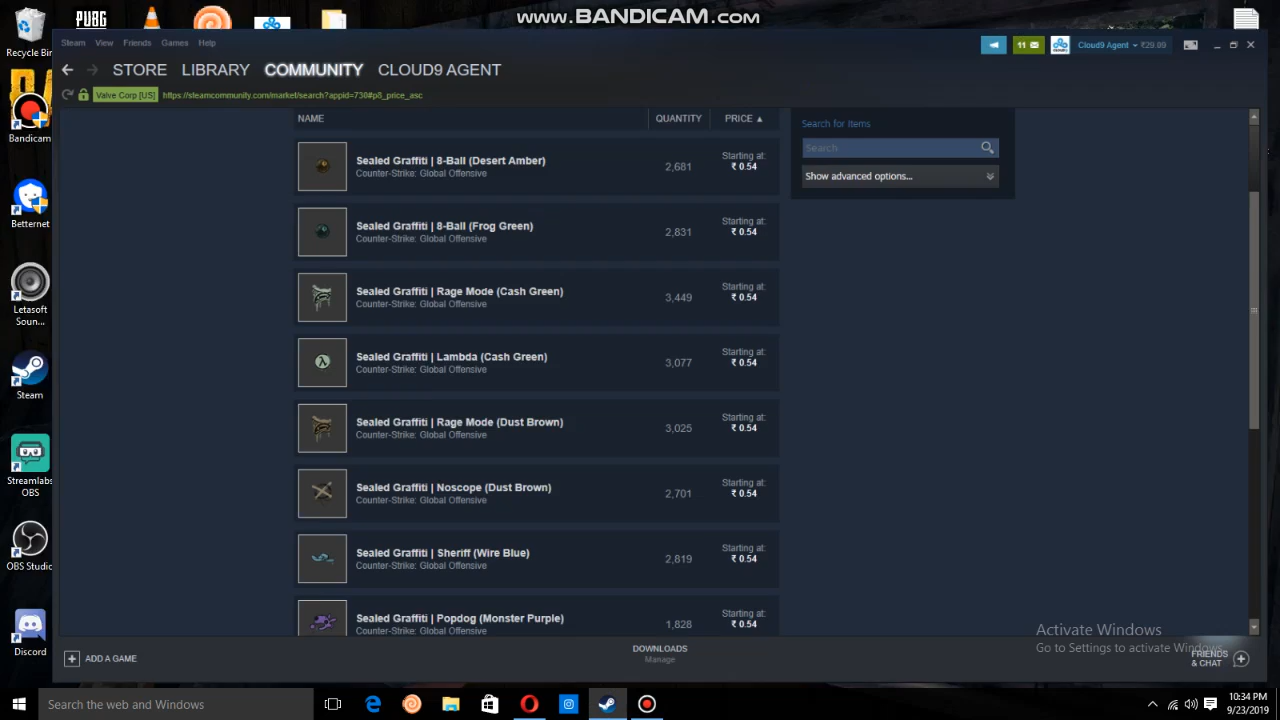 www.BANDICAM.com
PUBG
Recycle Bin
Bandicam
Betternet
Letasoft
Soun...
Steam
Streamlabs
OBS
OBS Studio
Discord
Steam View Friends Games Help
11
Cloud9 Agent ₹29.99
STORE LIBRARY COMMUNITY CLOUD9 AGENT
Valve Corp [US] https://steamcommunity.com/market/search?appid=730#p8_price_asc
NAME QUANTITY PRICE ▲
Sealed Graffiti | 8-Ball (Desert Amber)
Counter-Strike: Global Offensive
2,681
Starting at:
₹ 0.54
Sealed Graffiti | 8-Ball (Frog Green)
Counter-Strike: Global Offensive
2,831
Starting at:
₹ 0.54
Sealed Graffiti | Rage Mode (Cash Green)
Counter-Strike: Global Offensive
3,449
Starting at:
₹ 0.54
Sealed Graffiti | Lambda (Cash Green)
Counter-Strike: Global Offensive
3,077
Starting at:
₹ 0.54
Sealed Graffiti | Rage Mode (Dust Brown)
Counter-Strike: Global Offensive
3,025
Starting at:
₹ 0.54
Sealed Graffiti | Noscope (Dust Brown)
Counter-Strike: Global Offensive
2,701
Starting at:
₹ 0.54
Sealed Graffiti | Sheriff (Wire Blue)
Counter-Strike: Global Offensive
2,819
Starting at:
₹ 0.54
Sealed Graffiti | Popdog (Monster Purple)
Counter-Strike: Global Offensive
1,828
Starting at:
₹ 0.54
Search for Items
Search
Show advanced options...
Activate Windows
Go to Settings to activate Windows.
ADD A GAME
DOWNLOADS
Manage
FRIENDS
& CHAT
Search the web and Windows
10:34 PM
9/23/2019